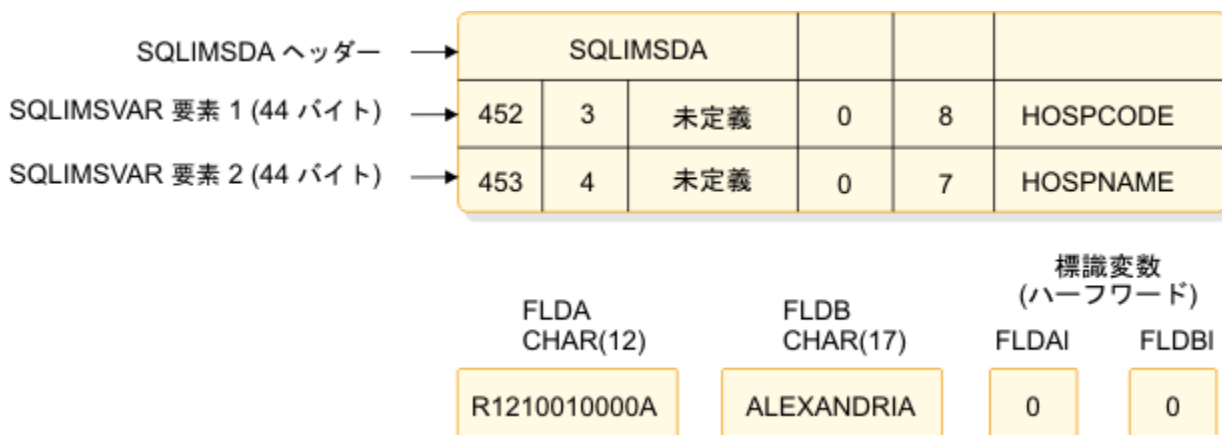 SQLIMSDA ヘッダー SQLIMSDA
SQLIMSVAR 要素 1 (44 バイト) 452 3 未定義 0 8 HOSPCODE
SQLIMSVAR 要素 2 (44 バイト) 453 4 未定義 0 7 HOSPNAME
標識変数
(ハーフワード)
FLDA FLDB
CHAR(12) CHAR(17) FLDAI FLDBI
R1210010000A ALEXANDRIA 0 0